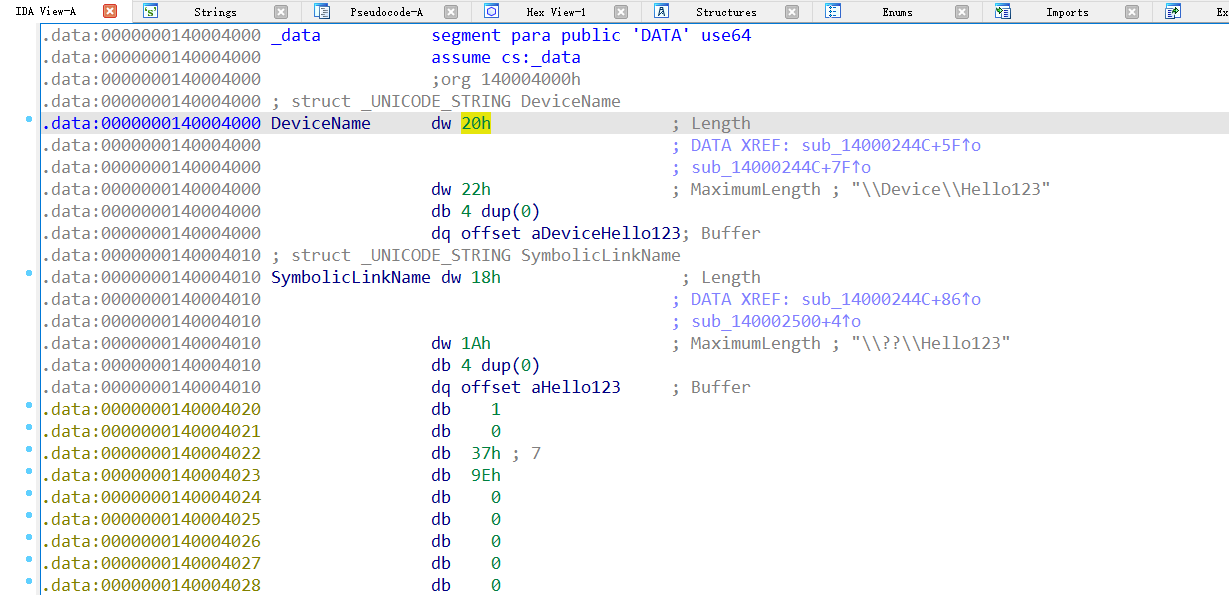 IDA View-A Strings Pseudocode-A Hex View-1 Structures Enums Imports Ex
.data:0000000140004000 _data segment para public 'DATA' use64
.data:0000000140004000 assume cs:_data
.data:0000000140004000 ;org 140004000h
.data:0000000140004000 ; struct _UNICODE_STRING DeviceName
.data:0000000140004000 DeviceName dw 20h ; Length
.data:0000000140004000 ; DATA XREF: sub_14000244C+5F↑o
.data:0000000140004000 ; sub_14000244C+7F↑o
.data:0000000140004000 dw 22h ; MaximumLength ; "\\Device\\Hello123"
.data:0000000140004000 db 4 dup(0)
.data:0000000140004000 dq offset aDeviceHello123; Buffer
.data:0000000140004010 ; struct _UNICODE_STRING SymbolicLinkName
.data:0000000140004010 SymbolicLinkName dw 18h ; Length
.data:0000000140004010 ; DATA XREF: sub_14000244C+86↑o
.data:0000000140004010 ; sub_140002500+4↑o
.data:0000000140004010 dw 1Ah ; MaximumLength ; "\\??\\Hello123"
.data:0000000140004010 db 4 dup(0)
.data:0000000140004010 dq offset aHello123 ; Buffer
.data:0000000140004020 db 1
.data:0000000140004021 db 0
.data:0000000140004022 db 37h ; 7
.data:0000000140004023 db 9Eh
.data:0000000140004024 db 0
.data:0000000140004025 db 0
.data:0000000140004026 db 0
.data:0000000140004027 db 0
.data:0000000140004028 db 0